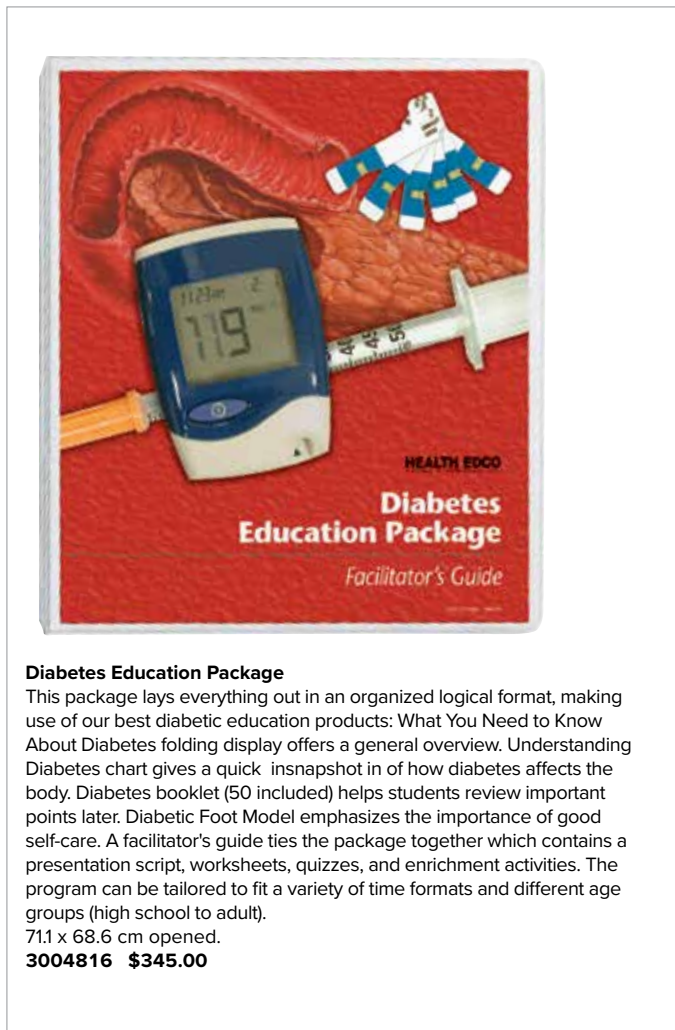 11:23am 2
119
40 45 50
HEALTH EDCO
Diabetes
Education Package
Facilitator's Guide
Diabetes Education Package
This package lays everything out in an organized logical format, making
use of our best diabetic education products: What You Need to Know
About Diabetes folding display offers a general overview. Understanding
Diabetes chart gives a quick  insnapshot in of how diabetes affects the
body. Diabetes booklet (50 included) helps students review important
points later. Diabetic Foot Model emphasizes the importance of good
self-care. A facilitator's guide ties the package together which contains a
presentation script, worksheets, quizzes, and enrichment activities. The
program can be tailored to fit a variety of time formats and different age
groups (high school to adult).
71.1 x 68.6 cm opened.
3004816   $345.00